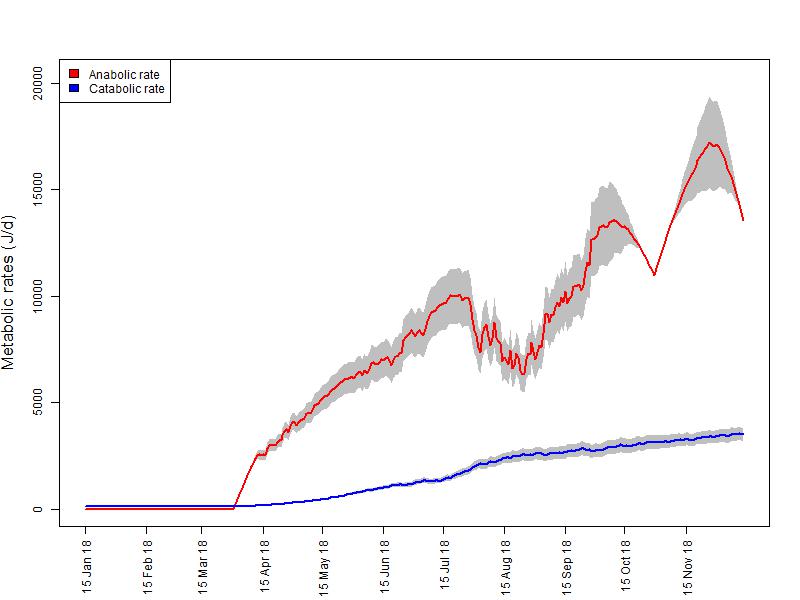 Anabolic rate
Catabolic rate
Metabolic rates (J/d)
20000
15000
10000
5000
0
15 Jan 18
15 Feb 18
15 Mar 18
15 Apr 18
15 May 18
15 Jun 18
15 Jul 18
15 Aug 18
15 Sep 18
15 Oct 18
15 Nov 18